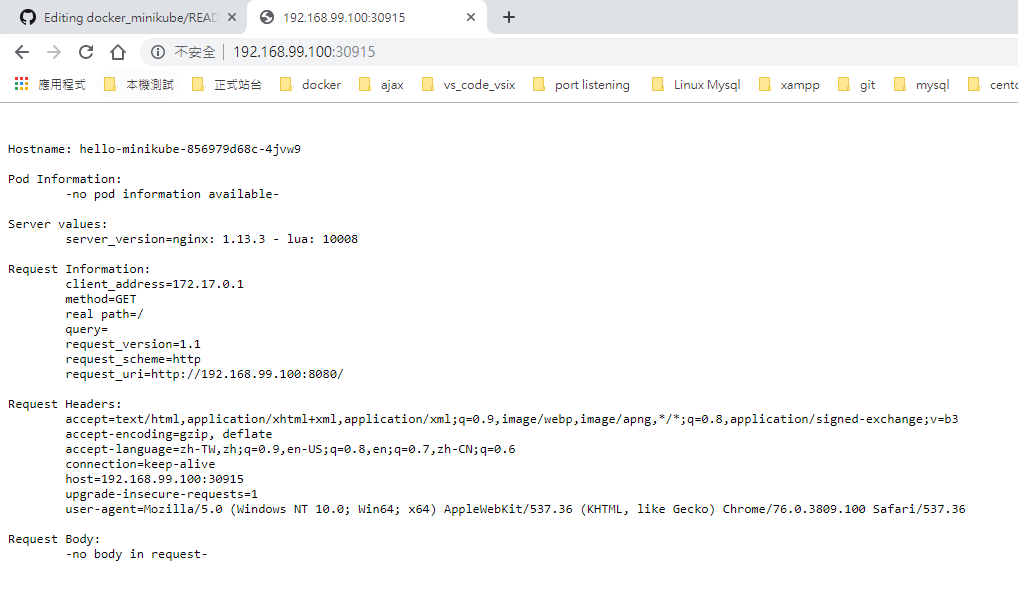 Editing docker_minikube/READ
192.168.99.100:30915
不安全 192.168.99.100:30915
應用程式 本機測試 正式站台 docker ajax vs_code_vsix port listening Linux Mysql xampp git mysql cento
Hostname: hello-minikube-856979d68c-4jvw9
Pod Information:
-no pod information available-
Server values:
server_version=nginx: 1.13.3 - lua: 10008
Request Information:
client_address=172.17.0.1
method=GET
real path=/
query=
request_version=1.1
request_scheme=http
request_uri=http://192.168.99.100:8080/
Request Headers:
accept=text/html,application/xhtml+xml,application/xml;q=0.9,image/webp,image/apng,*/*;q=0.8,application/signed-exchange;v=b3
accept-encoding=gzip, deflate
accept-language=zh-TW,zh;q=0.9,en-US;q=0.8,en;q=0.7,zh-CN;q=0.6
connection=keep-alive
host=192.168.99.100:30915
upgrade-insecure-requests=1
user-agent=Mozilla/5.0 (Windows NT 10.0; Win64; x64) AppleWebKit/537.36 (KHTML, like Gecko) Chrome/76.0.3809.100 Safari/537.36
Request Body:
-no body in request-